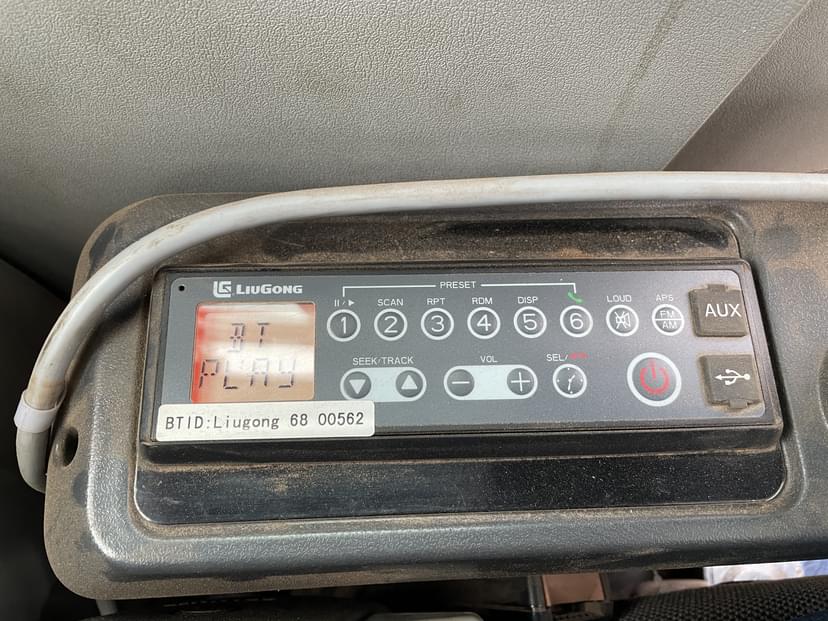 LIUGONG
PRESET
II/▶ SCAN RPT RDM DISP LOUD APS
1 2 3 4 5 6 FM AM
AUX
BT
PLAY
SEEK/TRACK VOL SEL/
BTID:Liugong 68 00562